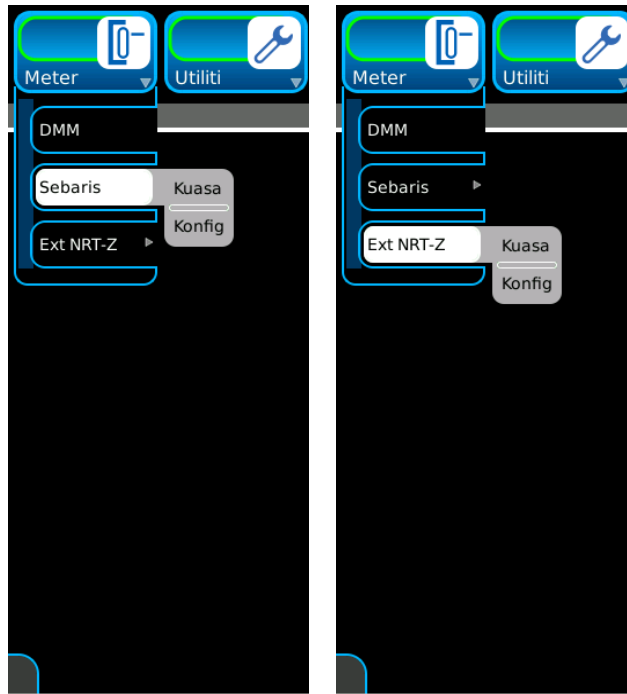 Meter
Utiliti
DMM
Sebaris
Kuasa
Konfig
Ext NRT-Z
Meter
Utiliti
DMM
Sebaris
Ext NRT-Z
Kuasa
Konfig